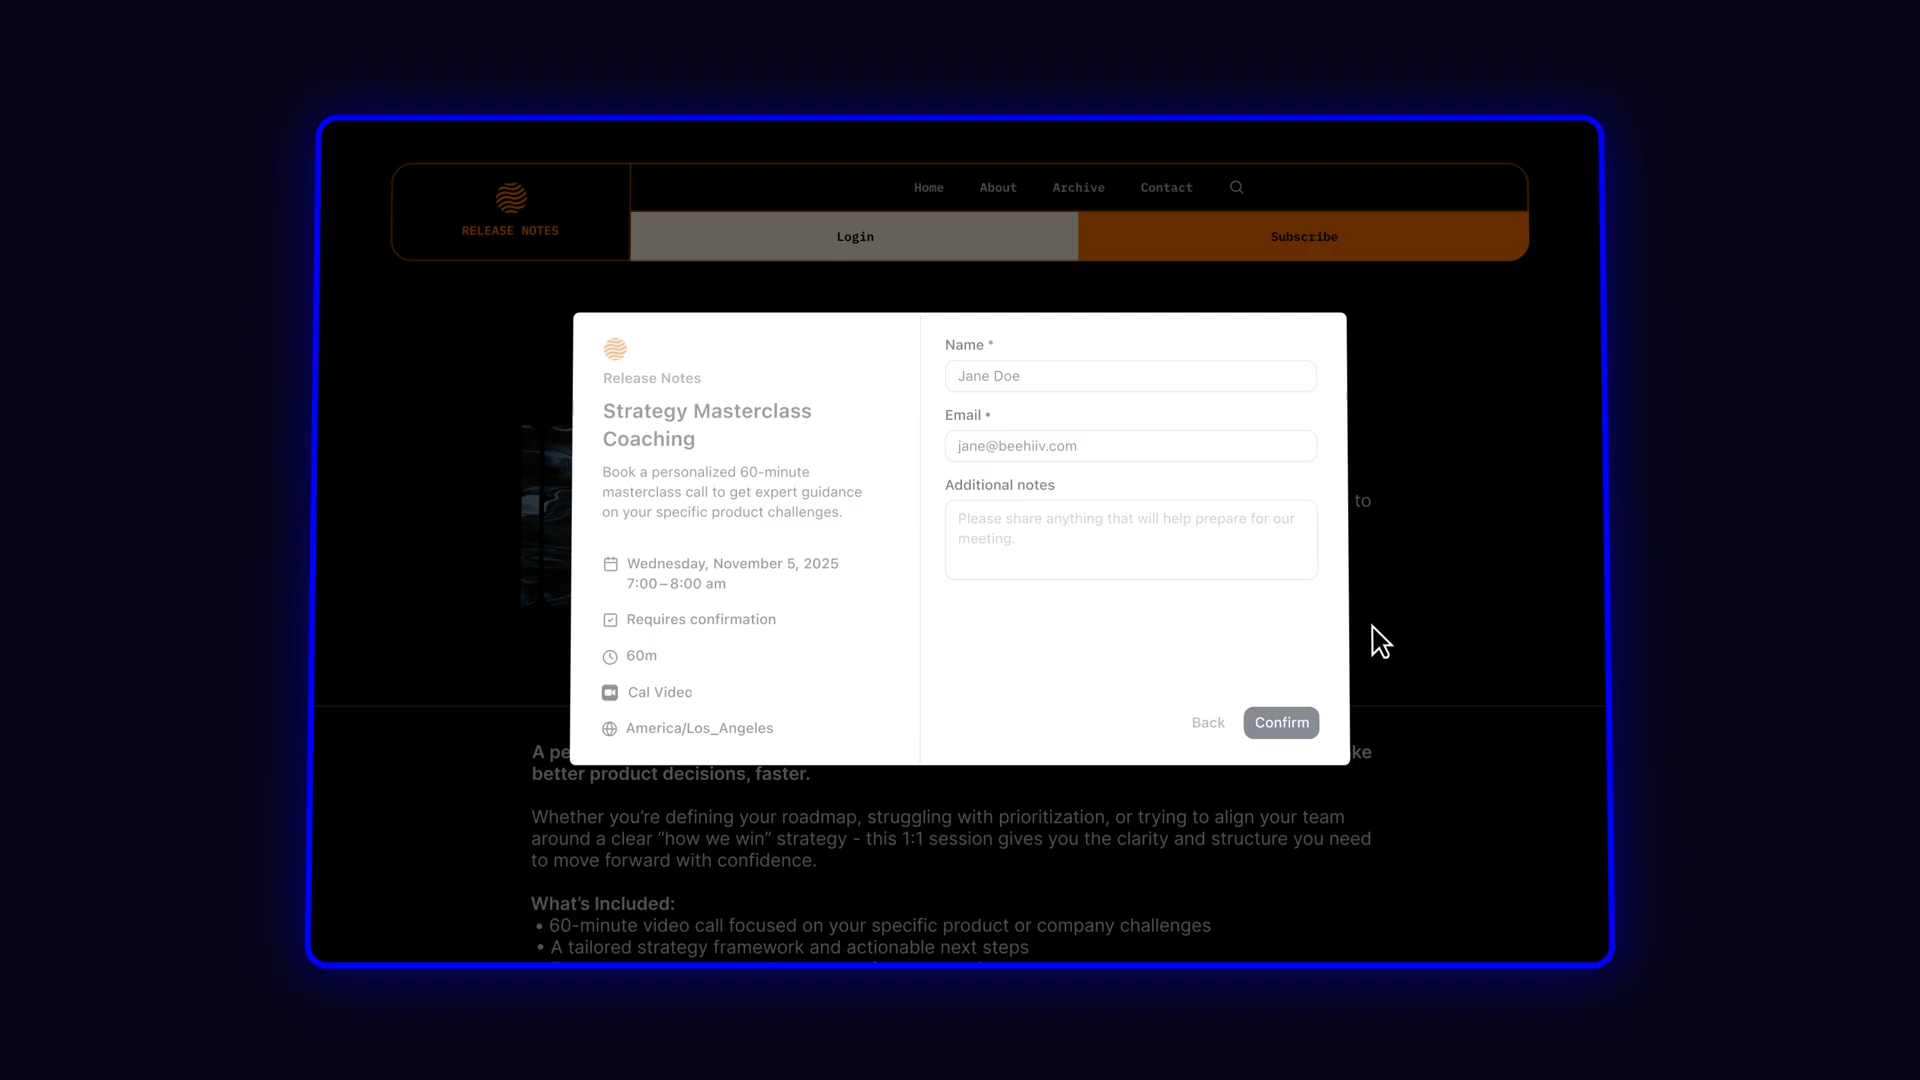 RELEASE NOTES
Home About Archive Contact
Login
Subscribe
Release Notes
Strategy Masterclass
Coaching
Book a personalized 60-minute
masterclass call to get expert guidance
on your specific product challenges.
Wednesday, November 5, 2025
7:00 – 8:00 am
Requires confirmation
60m
Cal Video
America/Los_Angeles
Name *
Jane Doe
Email *
jane@beehiiv.com
Additional notes
Please share anything that will help prepare for our
meeting.
Back
Confirm
to
A
better product decisions, faster.
Whether you're defining your roadmap, struggling with prioritization, or trying to align your team
around a clear “how we win” strategy - this 1:1 session gives you the clarity and structure you need
to move forward with confidence.
What's Included:
• 60-minute video call focused on your specific product or company challenges
• A tailored strategy framework and actionable next steps